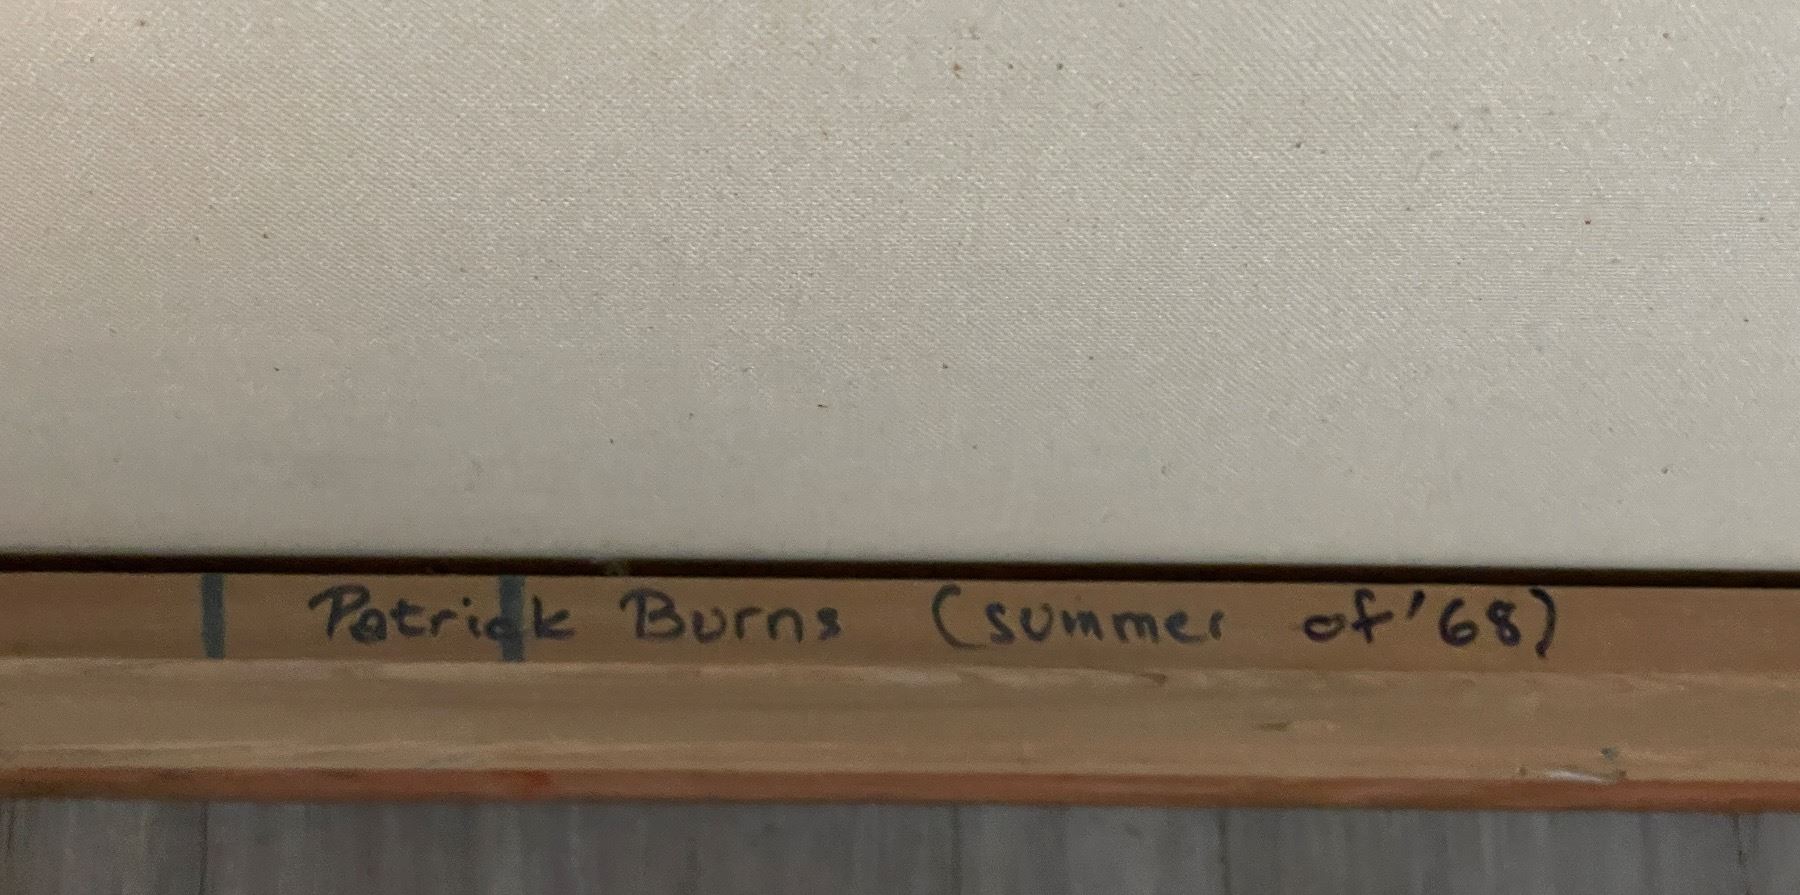 Patrick Burns (summer of '68)